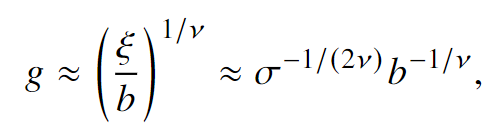 g ≈ (ξ/b)^{1/ν} ≈ σ^{-1/(2ν)} b^{-1/ν},